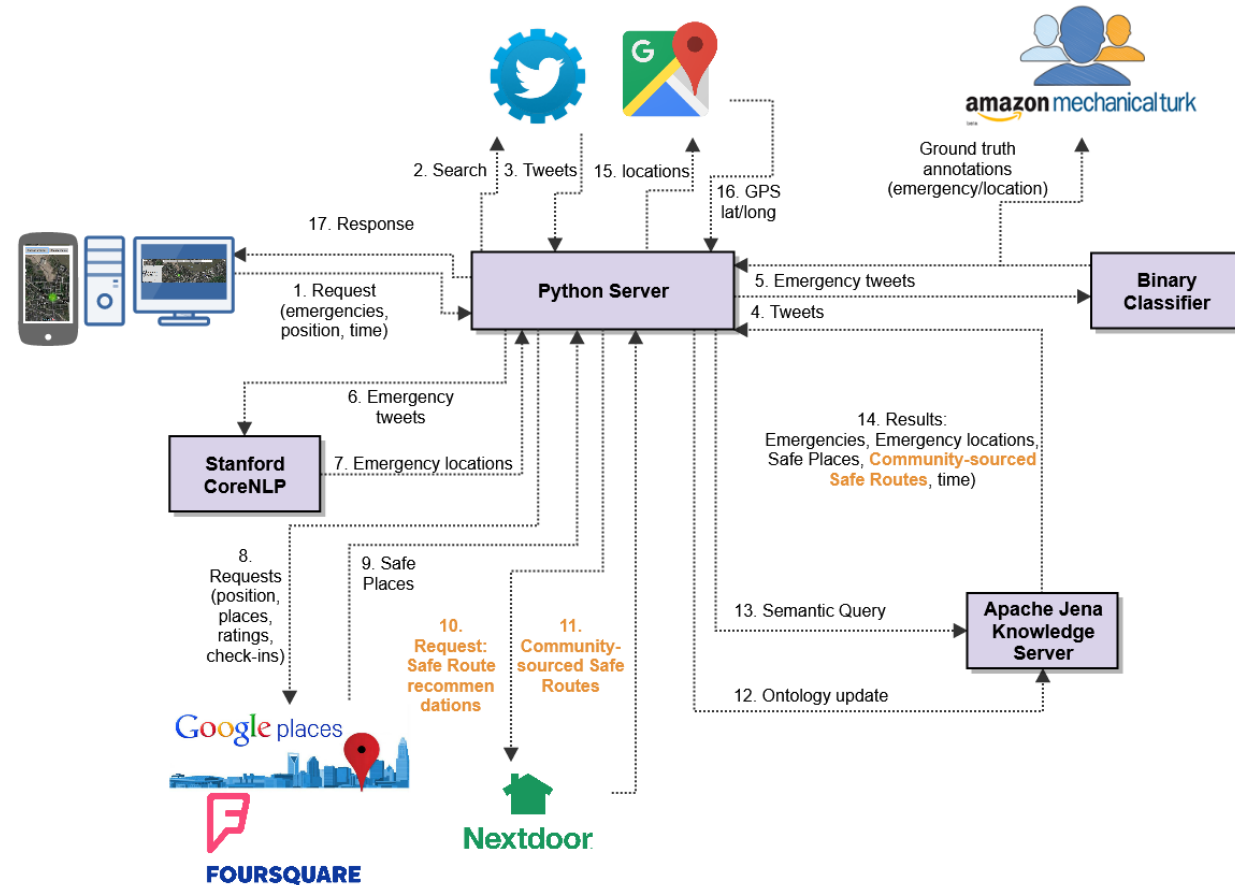 G
amazon mechanical turk
2. Search
3. Tweets
15. locations
16. GPS
lat/long
Ground truth
annotations
(emergency/location)
17. Response
1. Request
(emergencies,
position, time)
Python Server
5. Emergency tweets
4. Tweets
Binary
Classifier
6. Emergency
tweets
Stanford
CoreNLP
7. Emergency locations
14. Results:
Emergencies, Emergency locations,
Safe Places, Community-sourced
Safe Routes, time)
8.
Requests
(position,
places,
ratings,
check-ins)
9. Safe
Places
10.
Request:
Safe Route
recommen
dations
11.
Community-
sourced Safe
Routes
13. Semantic Query
Apache Jena
Knowledge
Server
12. Ontology update
Google places
FOURSQUARE
Nextdoor